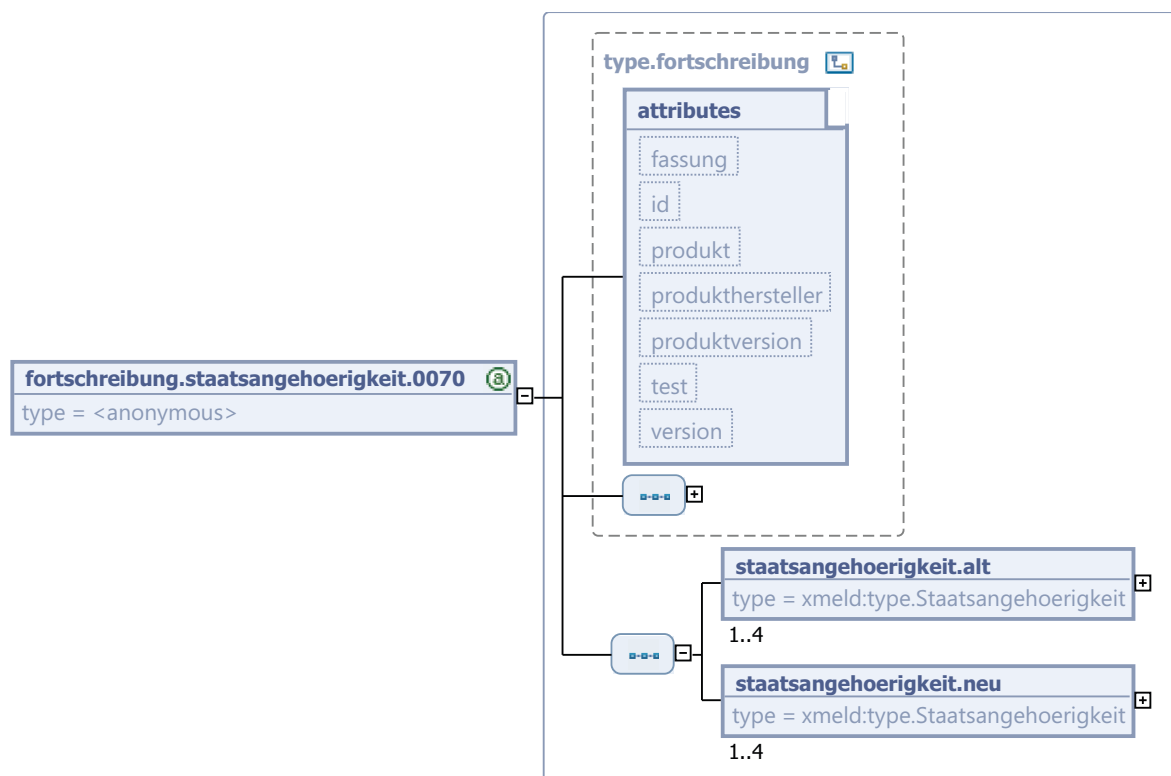 type.fortschreibung
attributes
fassung
id
produkt
produkthersteller
produktversion
test
version
fortschreibung.staatsangehoerigkeit.0070 a
type = <anonymous>
staatsangehoerigkeit.alt
type = xmeld:type.Staatsangehoerigkeit
1..4
staatsangehoerigkeit.neu
type = xmeld:type.Staatsangehoerigkeit
1..4